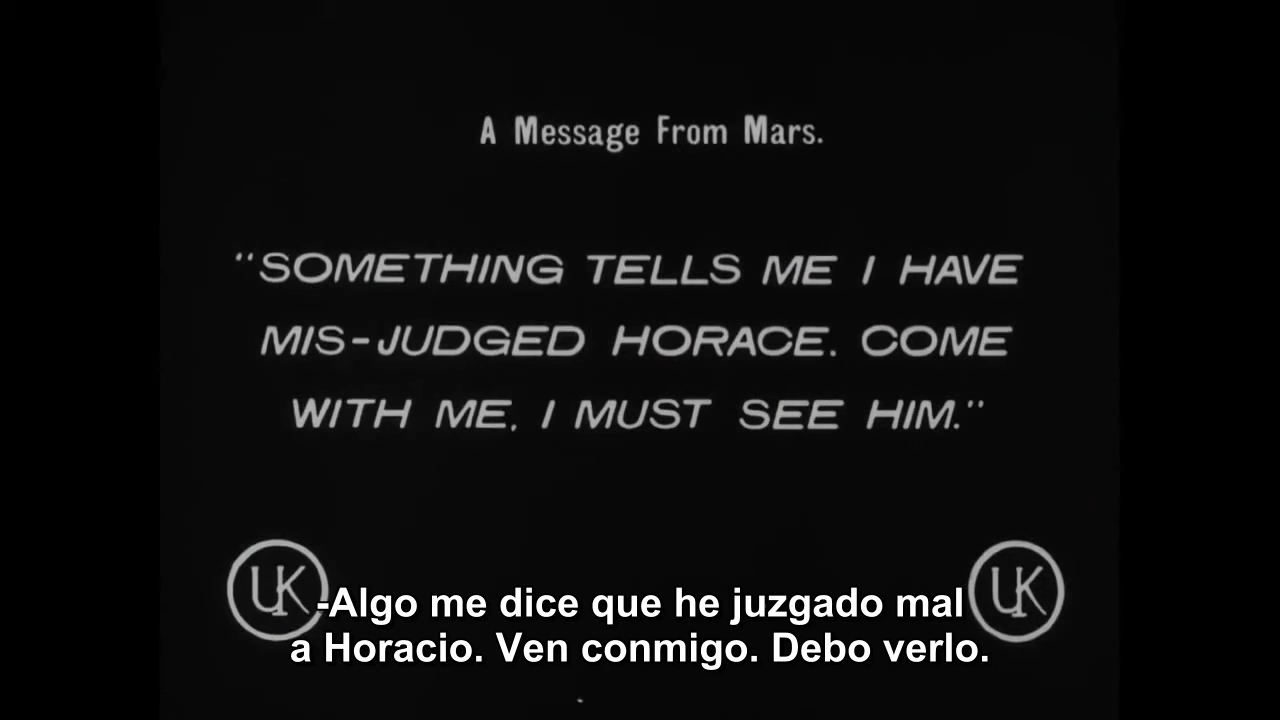 A Message From Mars.
"SOMETHING TELLS ME I HAVE
MIS-JUDGED HORACE. COME
WITH ME, I MUST SEE HIM."
UK UK
-Algo me dice que he juzgado mal
a Horacio. Ven conmigo. Debo verlo.